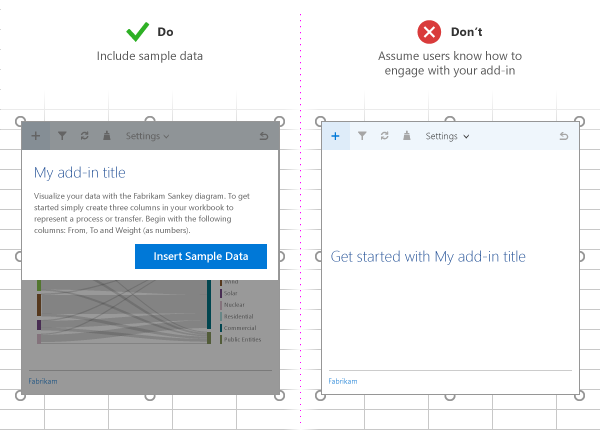 Do
Include sample data
Settings
My add-in title
Visualize your data with the Fabrikam Sankey diagram. To get
started simply create three columns in your workbook to
represent a process or transfer. Begin with the following
columns: From, To and Weight (as numbers).
Insert Sample Data
Solar
Nuclear
Residential
Commercial
Public Entities
Fabrikam
Don't
Assume users know how to
engage with your add-in
Settings
Get started with My add-in title
Fabrikam